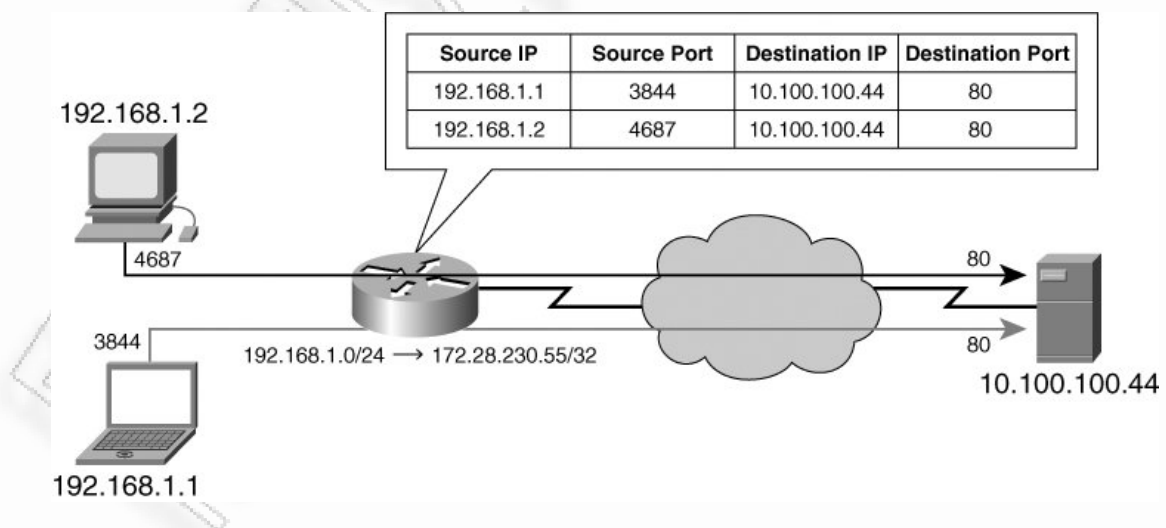 Source IP Source Port Destination IP Destination Port
192.168.1.1 3844 10.100.100.44 80
192.168.1.2 4687 10.100.100.44 80
192.168.1.2
4687
80
3844
192.168.1.0/24 → 172.28.230.55/32
80
10.100.100.44
192.168.1.1